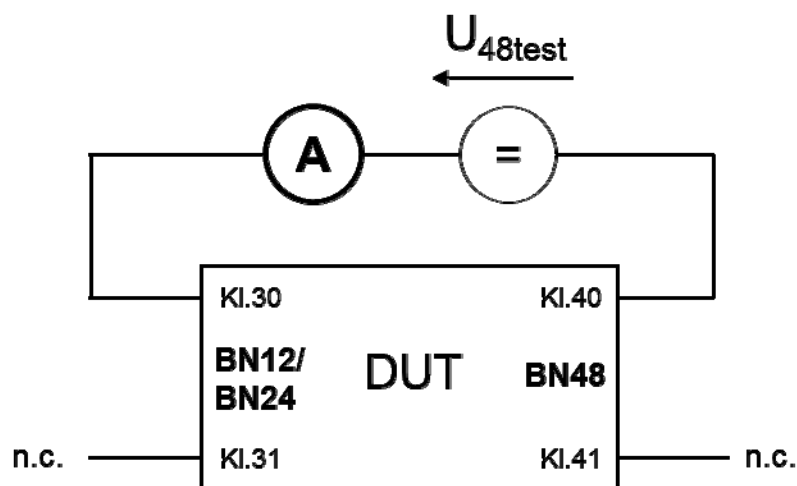 U48test
A =
Kl.30 Kl.40
BN12/
BN24
DUT BN48
n.c. Kl.31 Kl.41 n.c.